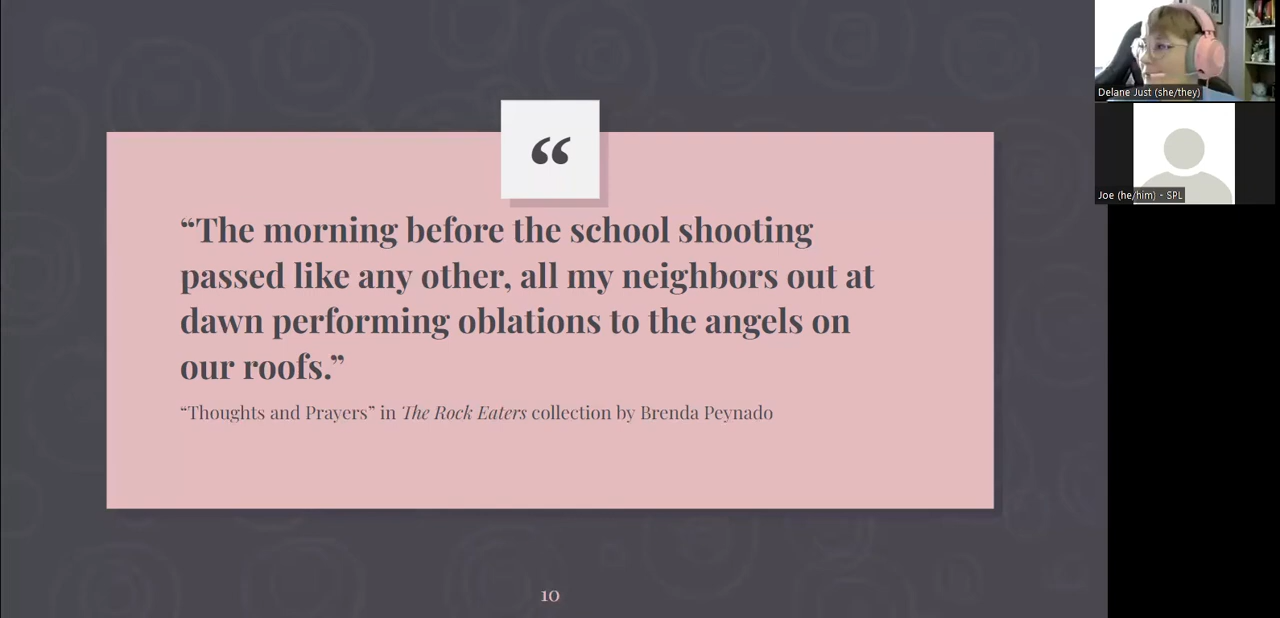 “
“The morning before the school shooting
passed like any other, all my neighbors out at
dawn performing oblations to the angels on
our roofs.”
“Thoughts and Prayers” in The Rock Eaters collection by Brenda Peynado
10
Delane Just (she/they)
Joe (he/him) - SPL